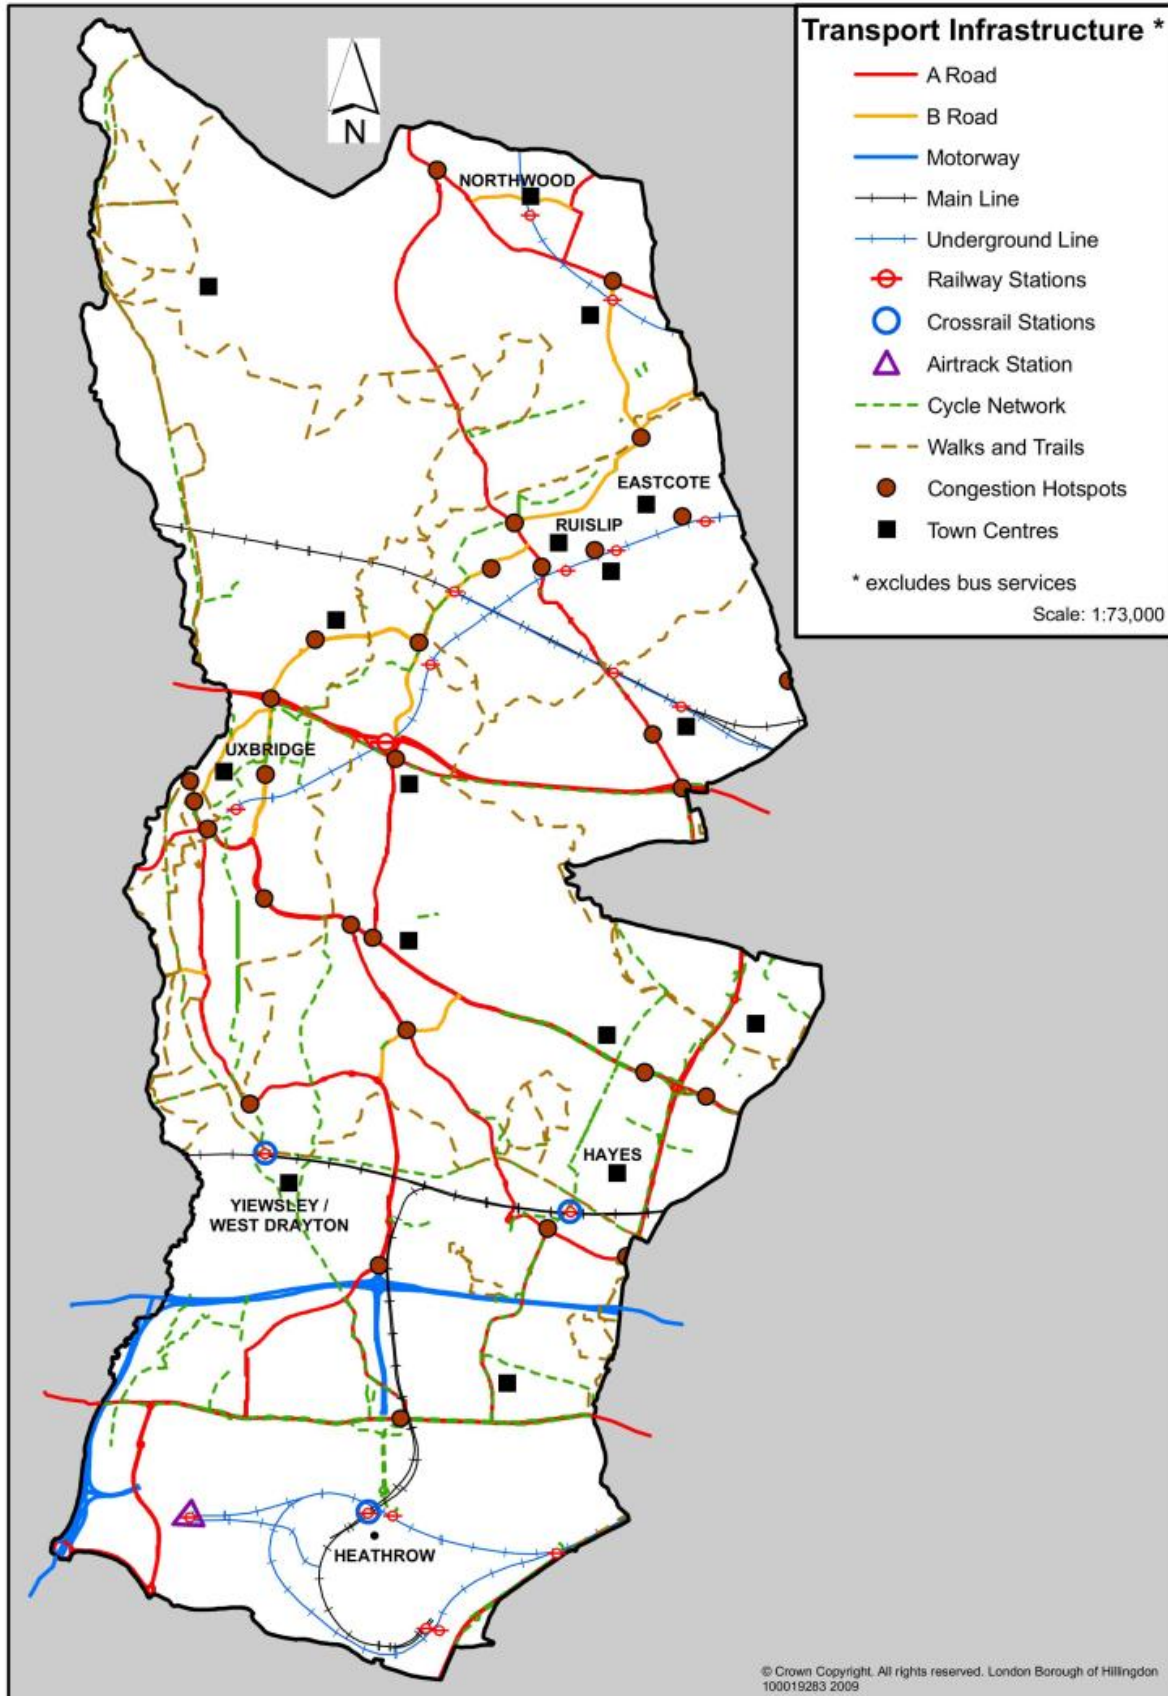 Transport Infrastructure *
A Road
B Road
Motorway
Main Line
Underground Line
Railway Stations
Crossrail Stations
Airtrack Station
Cycle Network
Walks and Trails
Congestion Hotspots
Town Centres
* excludes bus services
Scale: 1:73,000
N
NORTHWOOD
EASTCOTE
RUISLIP
UXBRIDGE
HAYES
YIEWSLEY /
WEST DRAYTON
HEATHROW
© Crown Copyright. All rights reserved. London Borough of Hillingdon
100019283 2009